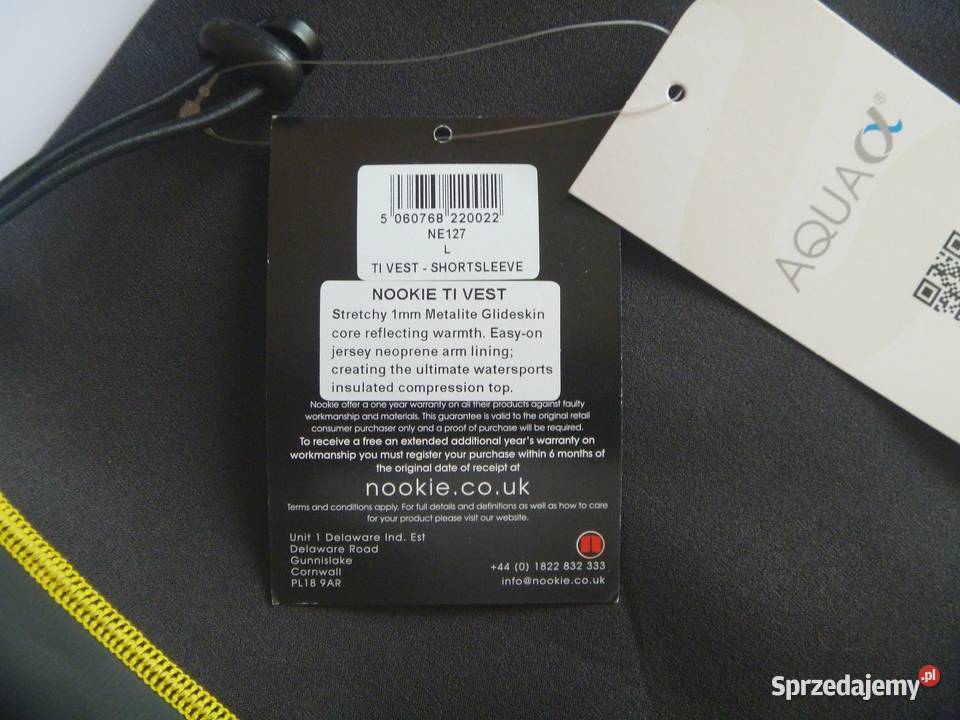 5 060768 220022
NE127
L
TI VEST - SHORTSLEEVE
NOOKIE TI VEST
Stretchy 1mm Metalite Glideskin
core reflecting warmth. Easy-on
jersey neoprene arm lining;
creating the ultimate watersports
insulated compression top.
Nookie offer a one year warranty on all their products against faulty
workmanship and materials. This guarantee is valid to the original retail
consumer purchaser only and a proof of purchase will be required.
To receive a free an extended additional year's warranty on
workmanship you must register your purchase within 6 months of
the original date of receipt at
nookie.co.uk
Terms and conditions apply. For full details and definitions as well as how to care
for your product please visit our website.
Unit 1 Delaware Ind. Est
Delaware Road
Gunnislake
Cornwall
PL18 9AR
+44 (0) 1822 832 333
info@nookie.co.uk
AQUAα®
Sprzedajemy.pl